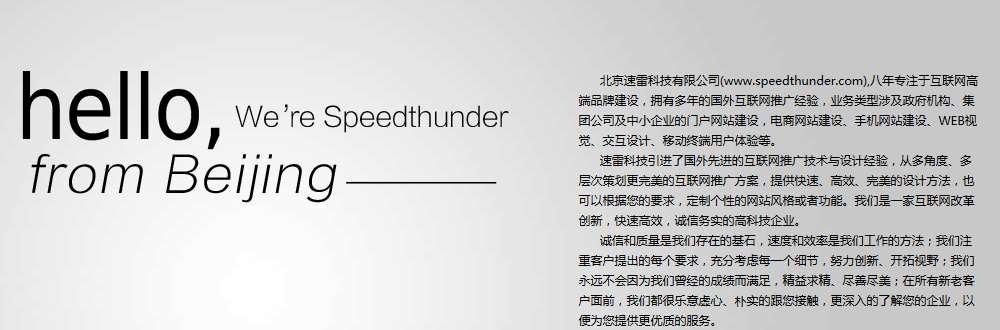 hello,
We're Speedthunder
from Beijing
北京速雷科技有限公司(www.speedthunder.com),八年专注于互联网高
端品牌建设，拥有多年的国外互联网推广经验，业务类型涉及政府机构、集
团公司及中小企业的门户网站建设，电商网站建设、手机网站建设、WEB视
觉、交互设计、移动终端用户体验等。
速雷科技引进了国外先进的互联网推广技术与设计经验，从多角度、多
层次策划更完美的互联网推广方案，提供快速、高效、完美的设计方法，也
可以根据您的要求，定制个性的网站风格或者功能。我们是一家互联网改革
创新，快速高效，诚信务实的高科技企业。
诚信和质量是我们存在的基石，速度和效率是我们工作的方法；我们注
重客户提出的每个要求，充分考虑每一个细节，努力创新、开拓视野；我们
永远不会因为我们曾经的成绩而满足，精益求精、尽善尽美；在所有新老客
户面前，我们都很乐意虚心、朴实的跟您接触，更深入的了解您的企业，以
便为您提供更优质的服务。